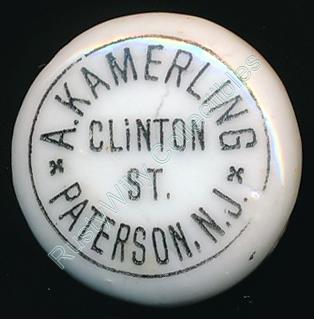 A. KAMERLING
CLINTON
ST.
* PATERSON, N.J. *